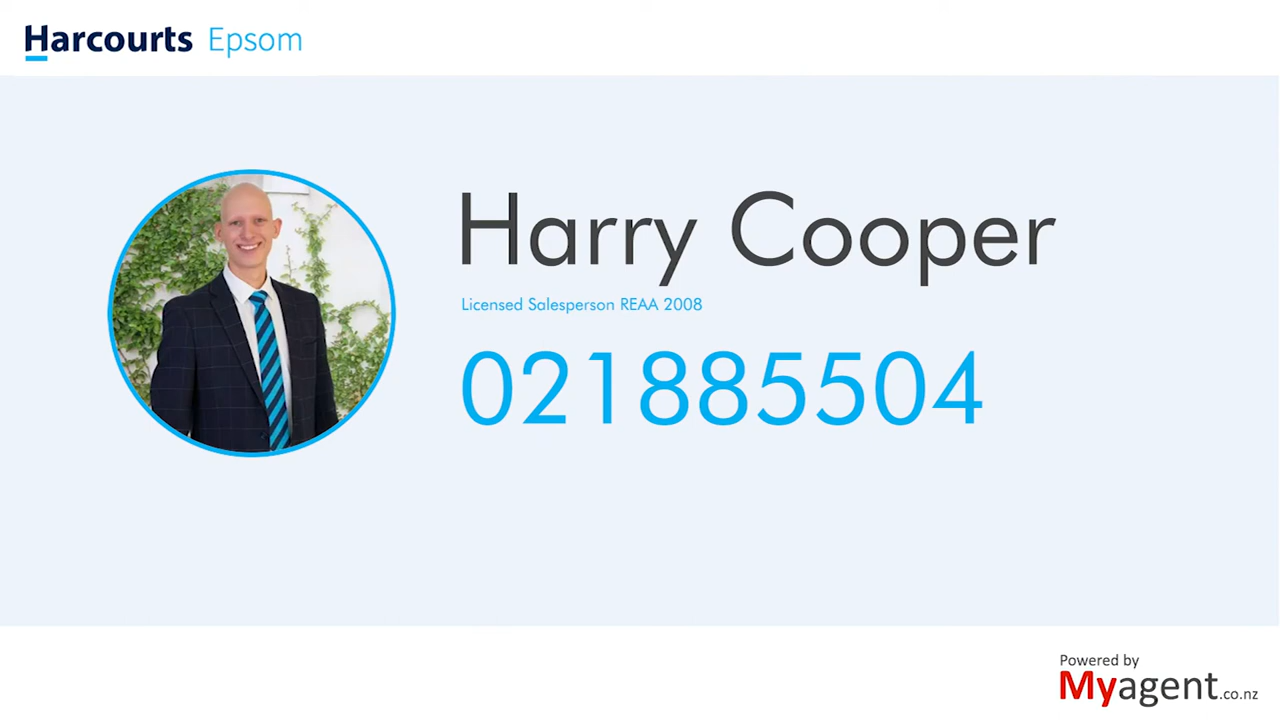 Harcourts Epsom
Harry Cooper
Licensed Salesperson REAA 2008
021885504
Powered by
Myagent.co.nz